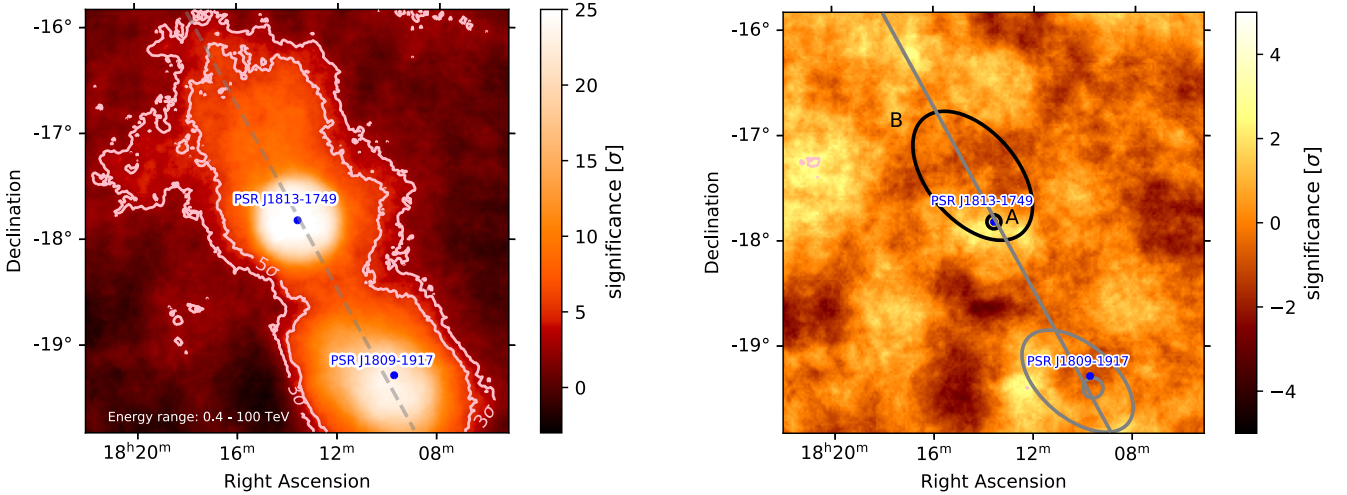 -16°
-17°
-18°
-19°
Declination
PSR J1813-1749
5σ
PSR J1809-1917
5σ
3σ
Energy range: 0.4 - 100 TeV
18ʰ20ᵐ
16ᵐ
12ᵐ
08ᵐ
Right Ascension
25
20
15
10
5
0
significance [σ]
-16°
-17°
-18°
-19°
Declination
B
PSR J1813-1749
A
PSR J1809-1917
18ʰ20ᵐ
16ᵐ
12ᵐ
08ᵐ
Right Ascension
4
2
0
−2
−4
significance [σ]